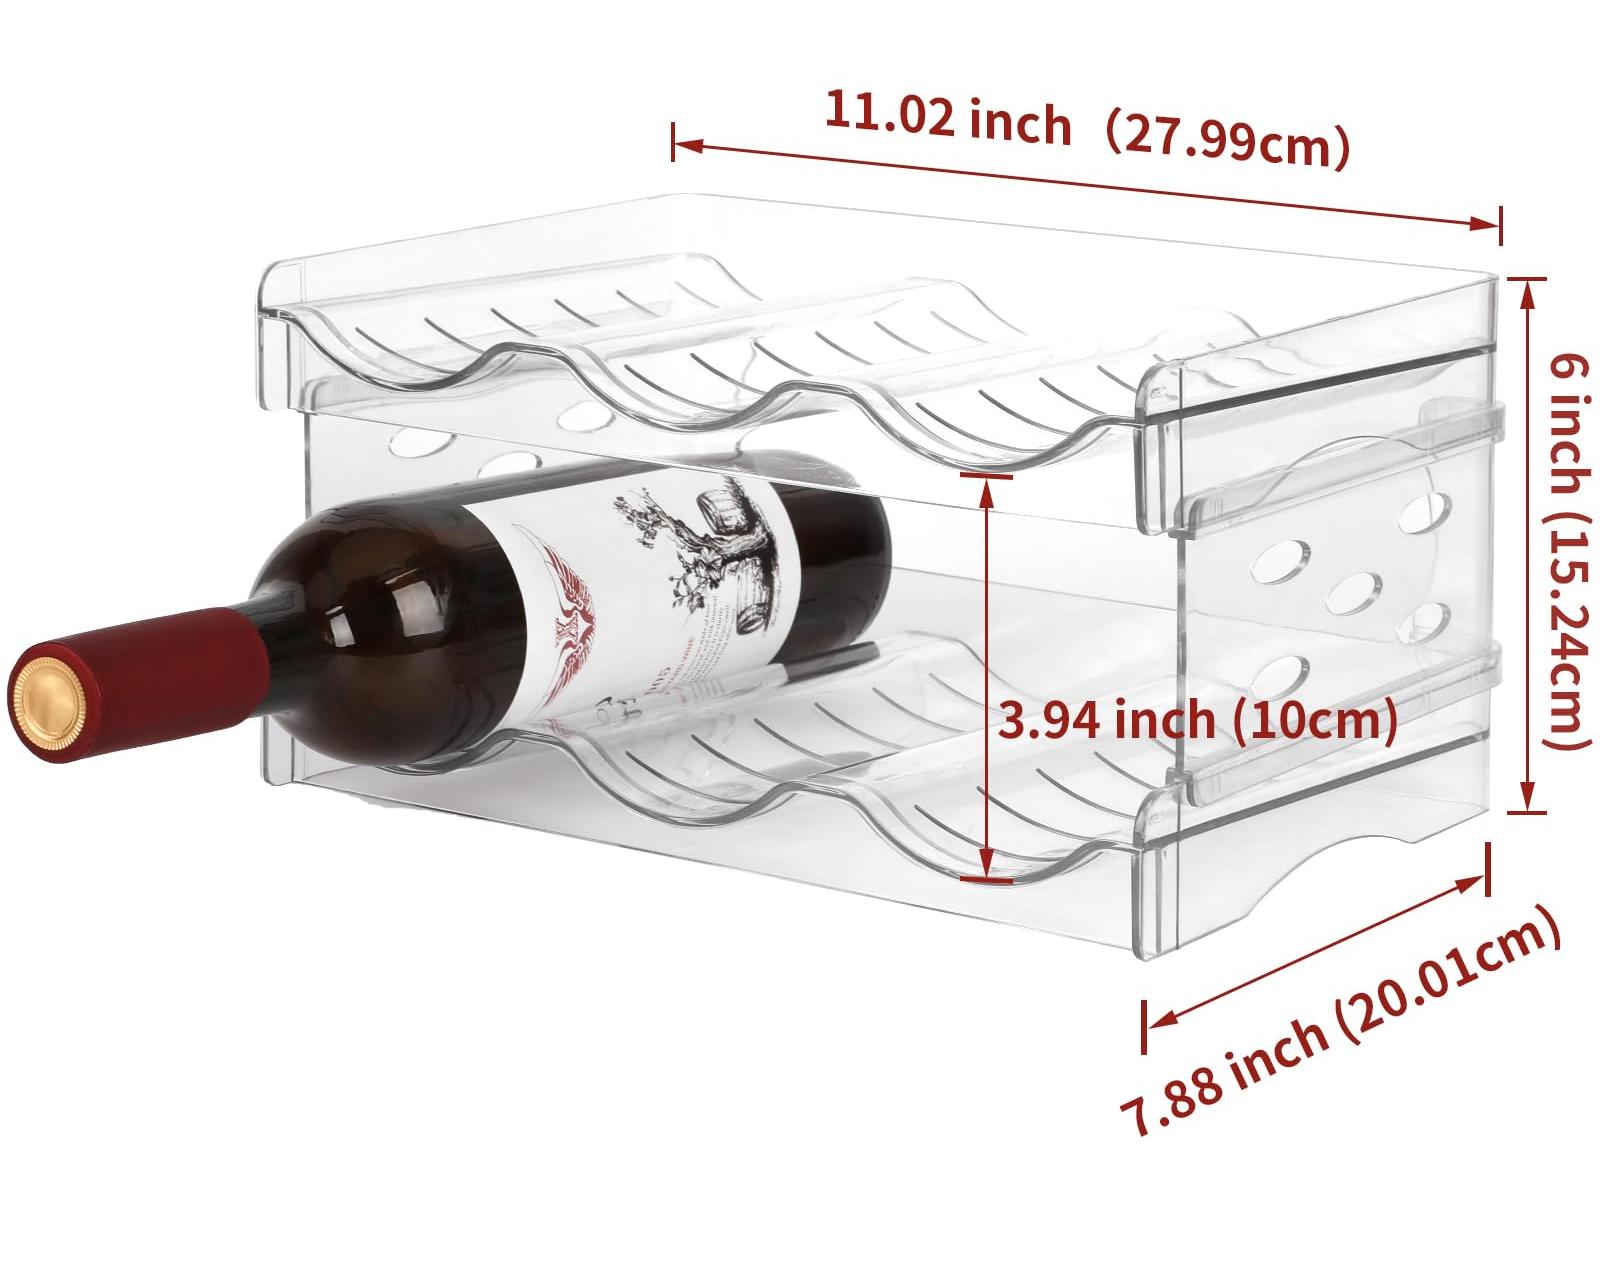 11.02 inch（27.99cm）
6 inch (15.24cm)
3.94 inch (10cm)
7.88 inch (20.01cm)